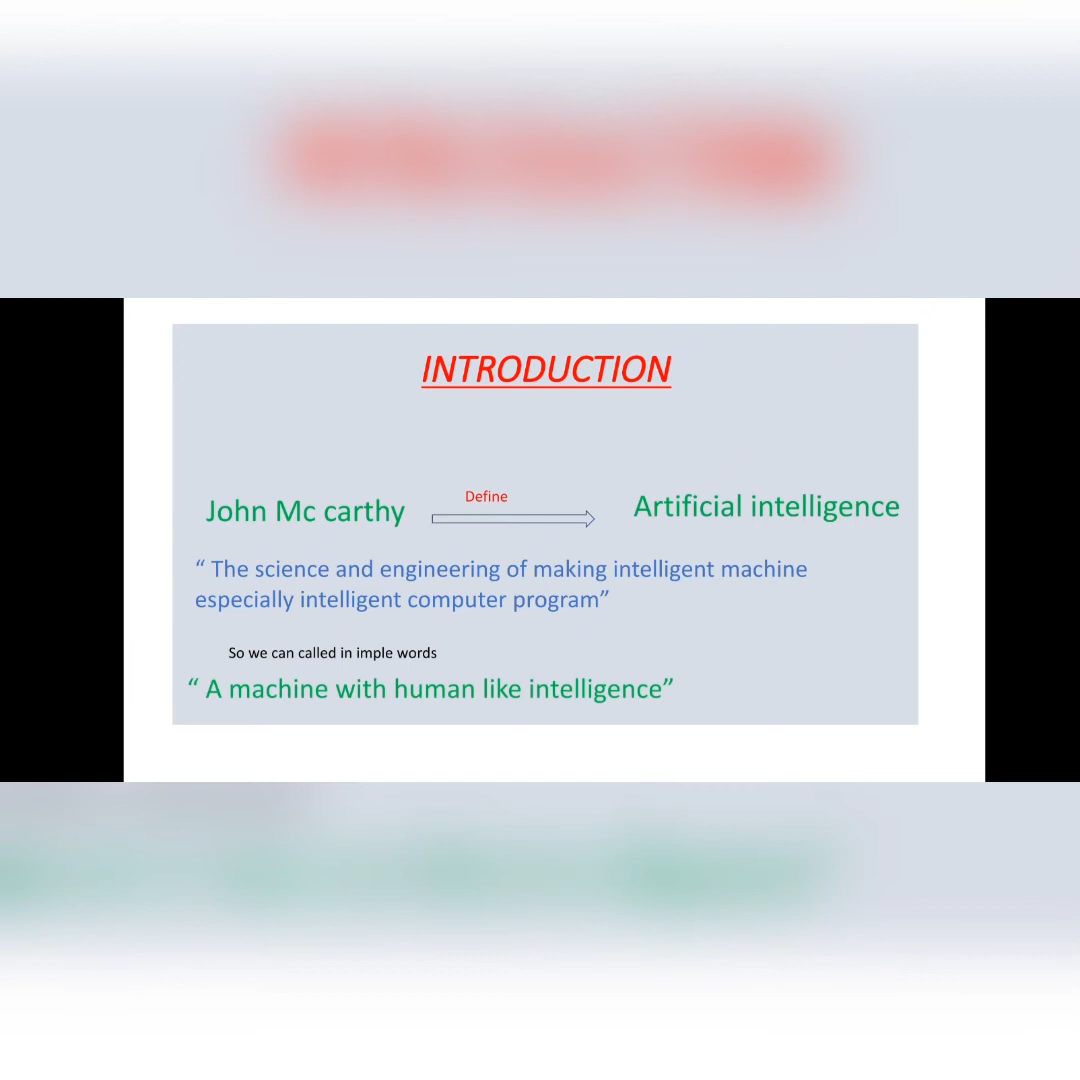 INTRODUCTION
Define
John Mc carthy
Artificial intelligence
“ The science and engineering of making intelligent machine
especially intelligent computer program”
So we can called in imple words
“ A machine with human like intelligence”